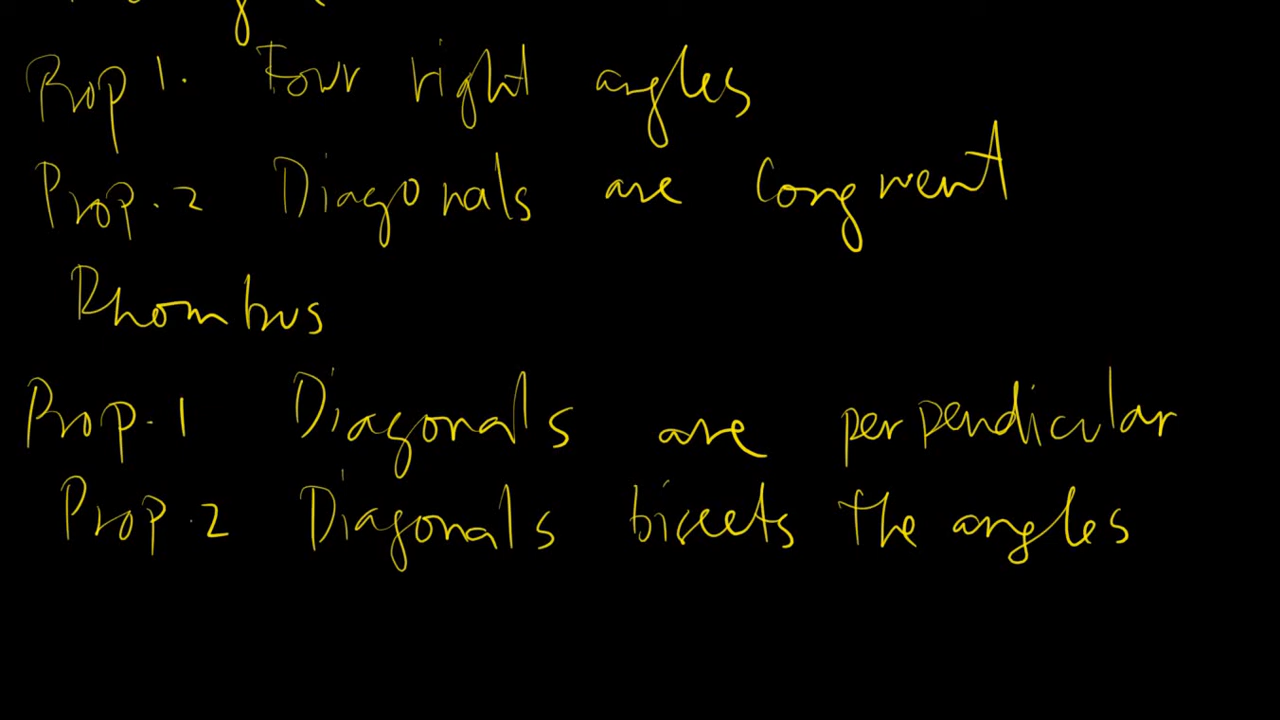 Prop 1. Four right angles
Prop. 2 Diagonals are congruent
Rhombus
Prop. 1 Diagonals are perpendicular
Prop. 2 Diagonals bisects the angles